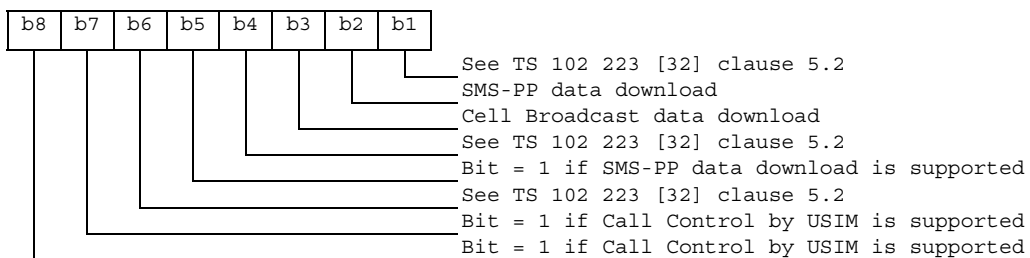 b8 b7 b6 b5 b4 b3 b2 b1
See TS 102 223 [32] clause 5.2
SMS-PP data download
Cell Broadcast data download
See TS 102 223 [32] clause 5.2
Bit = 1 if SMS-PP data download is supported
See TS 102 223 [32] clause 5.2
Bit = 1 if Call Control by USIM is supported
Bit = 1 if Call Control by USIM is supported